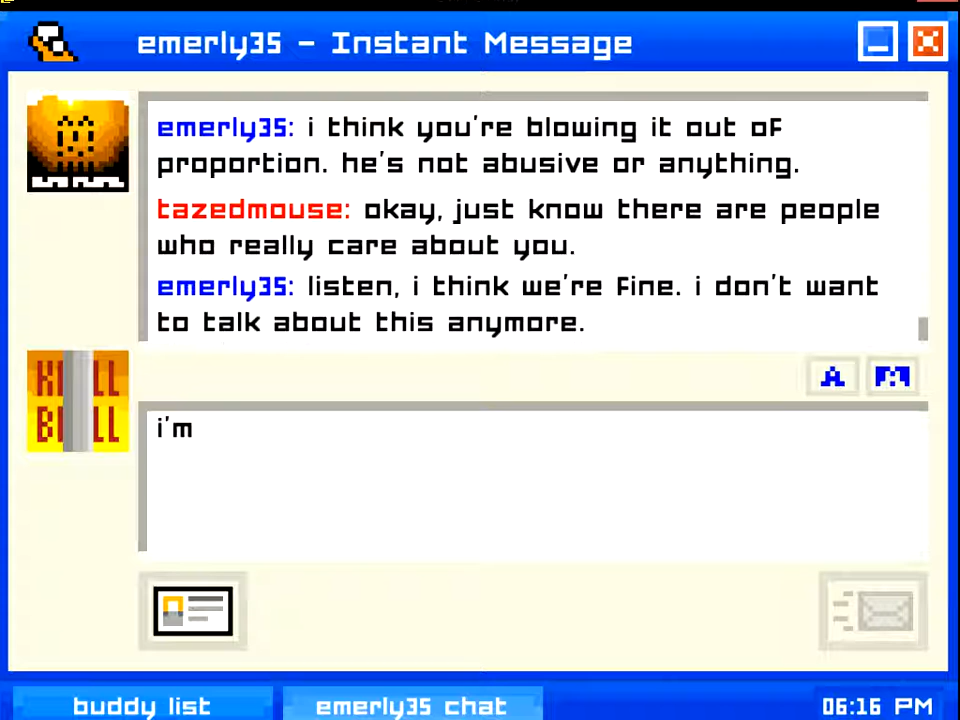 emerly35 - Instant Message
emerly35: i think you're blowing it out of
proportion. he's not abusive or anything.
tazedmouse: okay, just know there are people
who really care about you.
emerly35: listen, i think we're fine. i don't want
to talk about this anymore.
KILL
BILL
A
i'm
buddy list
emerly35 chat
06:16 PM